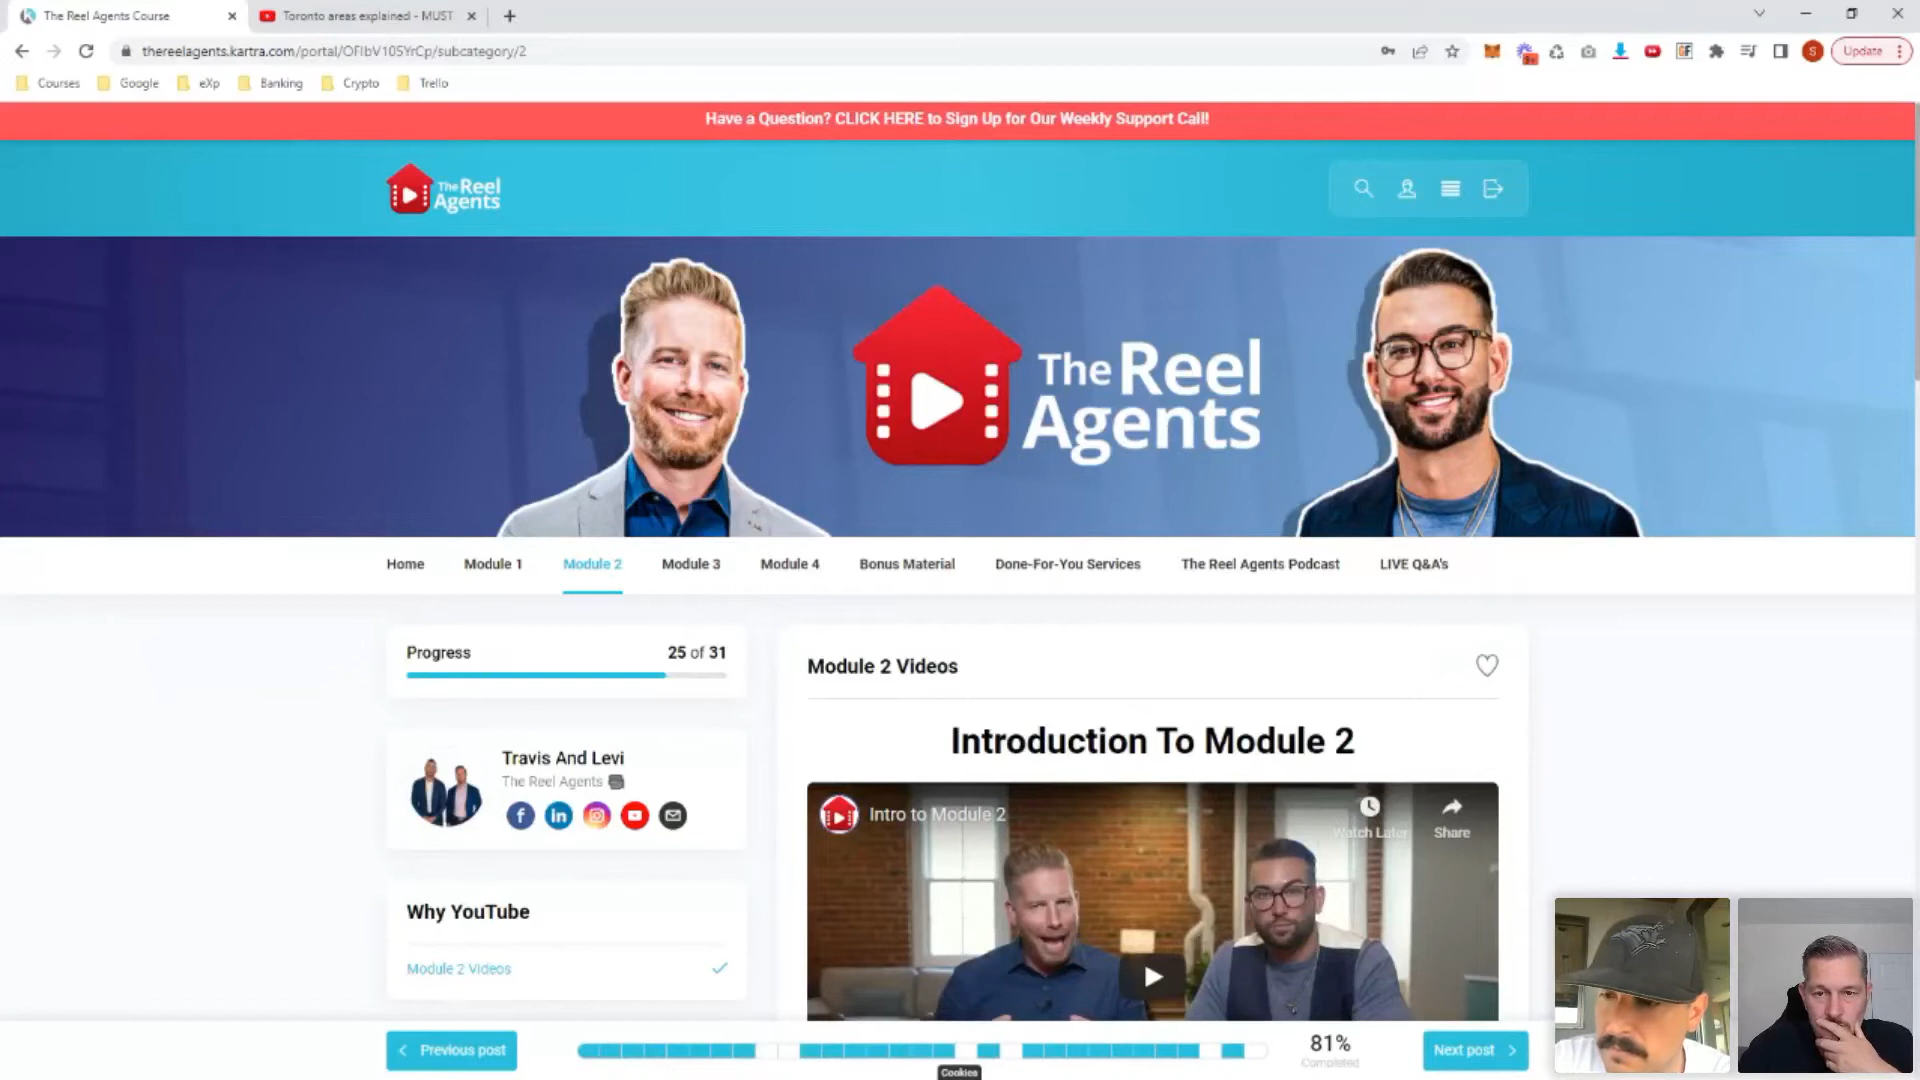 The Reel Agents Course
Toronto areas explained - MUST
thereelagents.kartra.com/portal/OFIbV105YrCp/subcategory/2
9+
GF
S
Update
Courses
Google
eXp
Banking
Crypto
Trello
Have a Question? CLICK HERE to Sign Up for Our Weekly Support Call!
The Reel
Agents
The Reel
Agents
Home
Module 1
Module 2
Module 3
Module 4
Bonus Material
Done-For-You Services
The Reel Agents Podcast
LIVE Q&A's
Progress
25 of 31
Module 2 Videos
Introduction To Module 2
Travis And Levi
The Reel Agents
Intro to Module 2
Watch Later
Share
Why YouTube
Module 2 Videos
Previous post
81%
Completed
Next post
Cookies